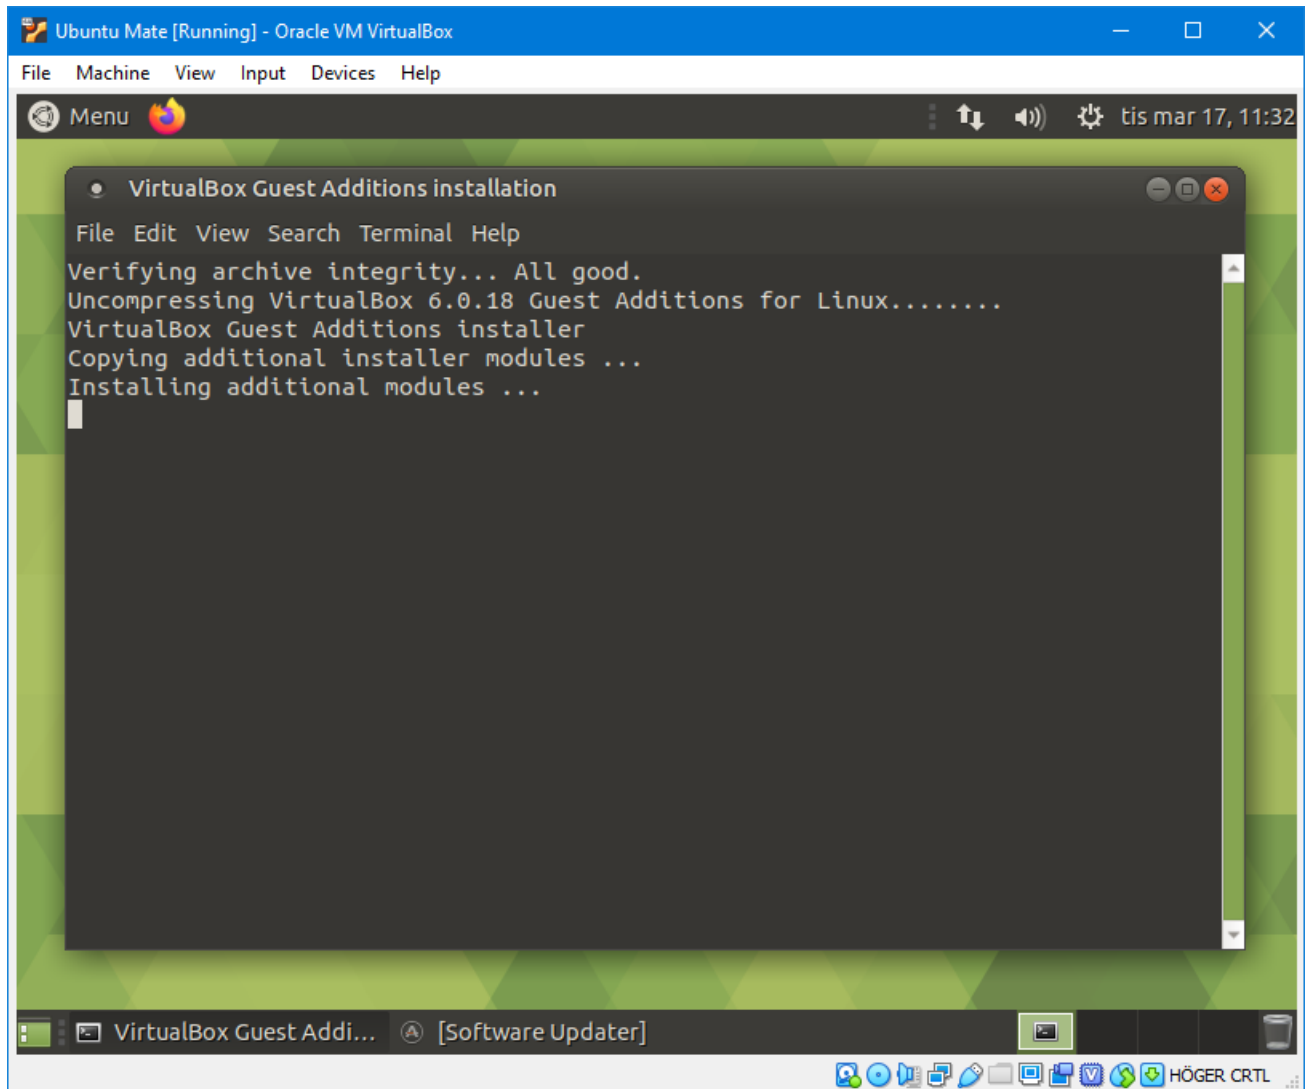 Ubuntu Mate [Running] - Oracle VM VirtualBox
File Machine View Input Devices Help
Menu tis mar 17, 11:32
VirtualBox Guest Additions installation
File Edit View Search Terminal Help
Verifying archive integrity... All good.
Uncompressing VirtualBox 6.0.18 Guest Additions for Linux........
VirtualBox Guest Additions installer
Copying additional installer modules ...
Installing additional modules ...
VirtualBox Guest Addi... [Software Updater]
HÖGER CRTL